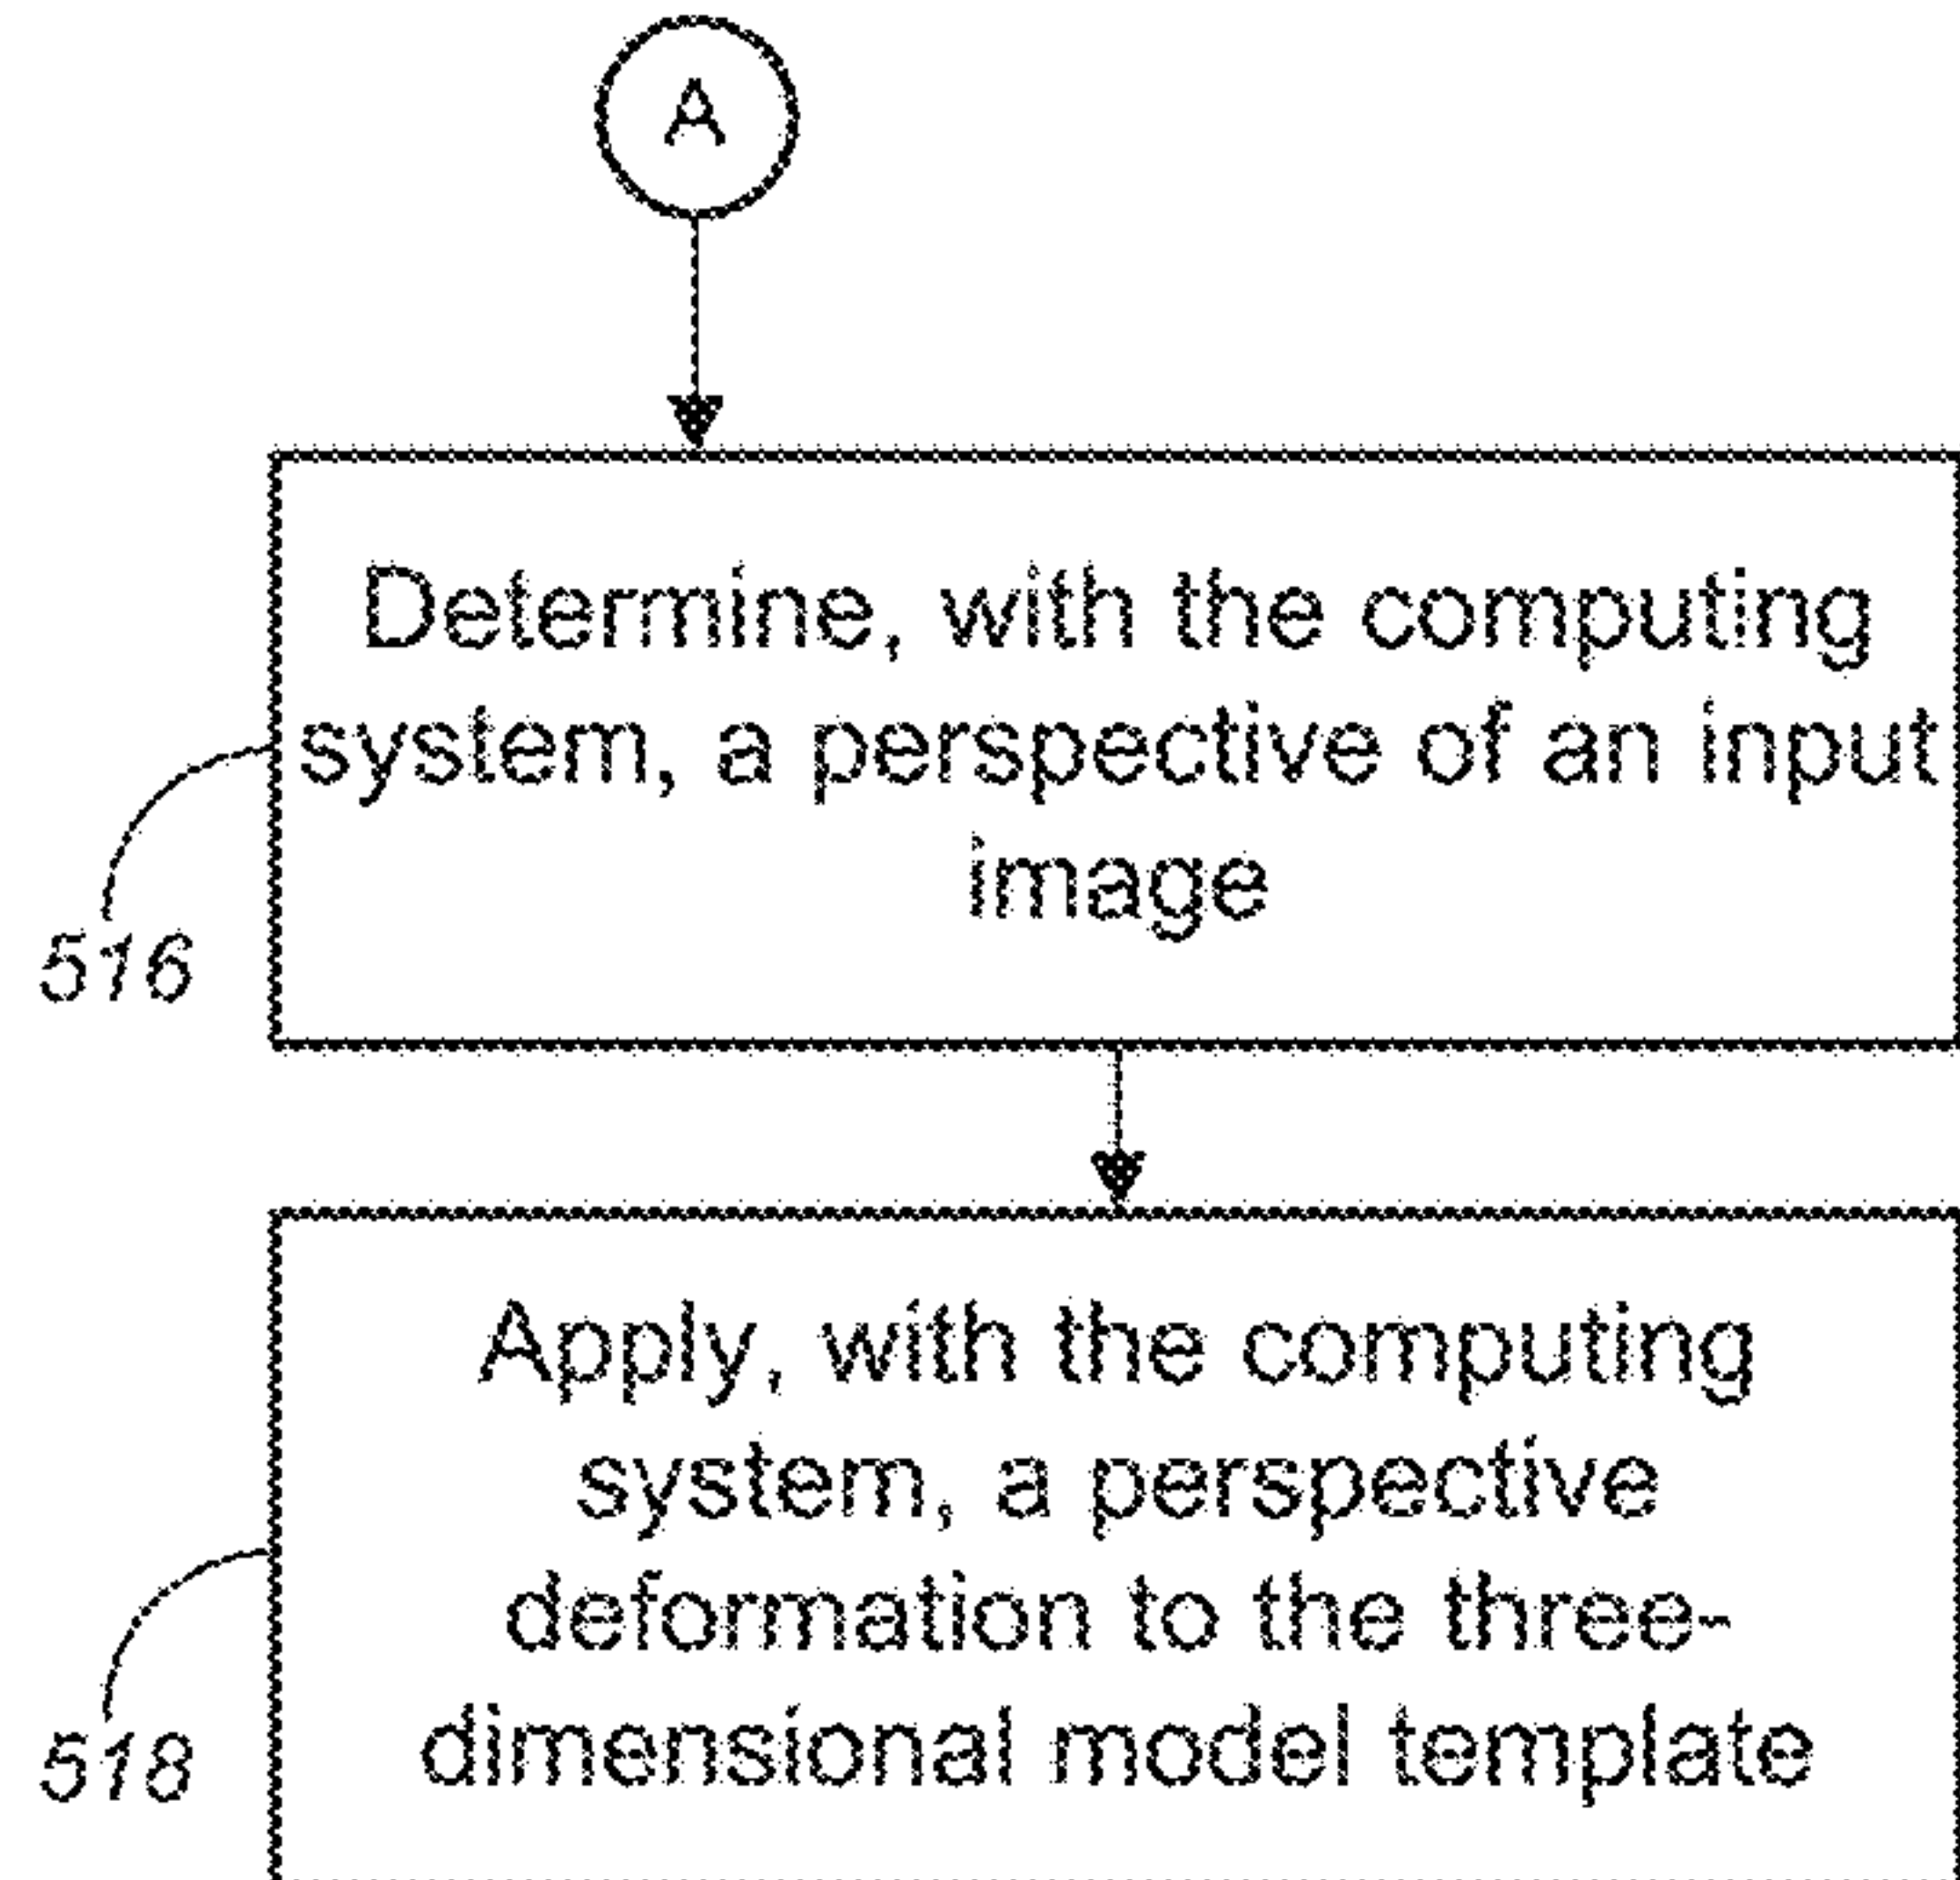 A
Determine, with the computing
system, a perspective of an input
image
516
Apply, with the computing
system, a perspective
deformation to the three-
dimensional model template
518